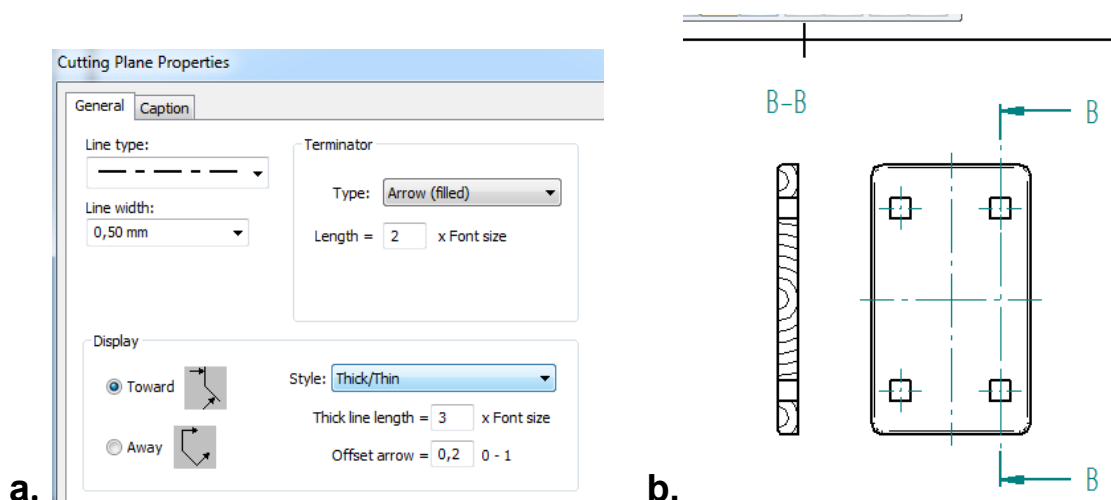 Cutting Plane Properties
General Caption
Line type:
Line width:
0,50 mm
Terminator
Type: Arrow (filled)
Length = 2 x Font size
Display
Toward
Away
Style: Thick/Thin
Thick line length = 3 x Font size
Offset arrow = 0,2 0 - 1
a.
B-B
B
B
b.